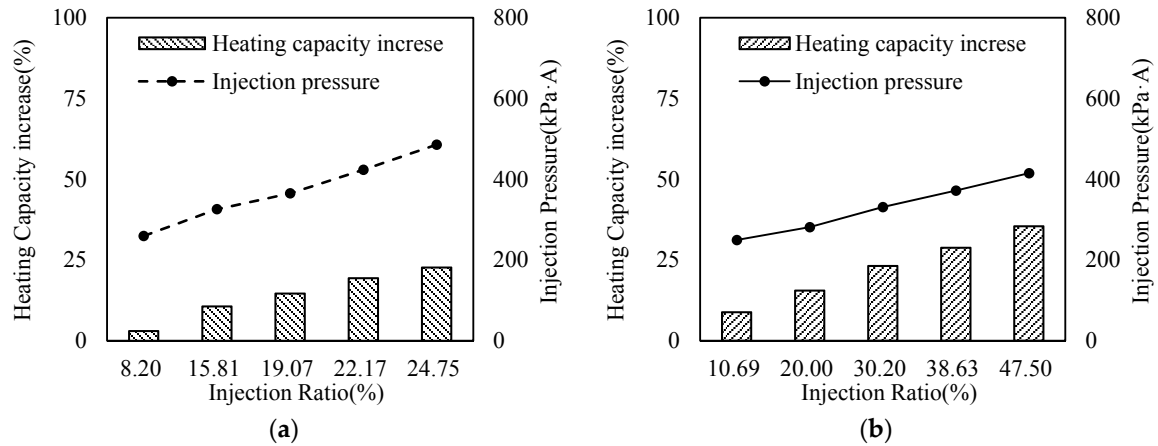 Heating Capacity increase(%)
100
75
50
25
0
Heating capacity increse
Injection pressure
800
600
400
200
0
Injection Pressure(kPa·A)
8.20 15.81 19.07 22.17 24.75
Injection Ratio(%)
(a)
Heating Capacity increase(%)
100
75
50
25
0
Heating capacity increse
Injection pressure
800
600
400
200
0
Injection Pressure(kPa·A)
10.69 20.00 30.20 38.63 47.50
Injection Ratio(%)
(b)